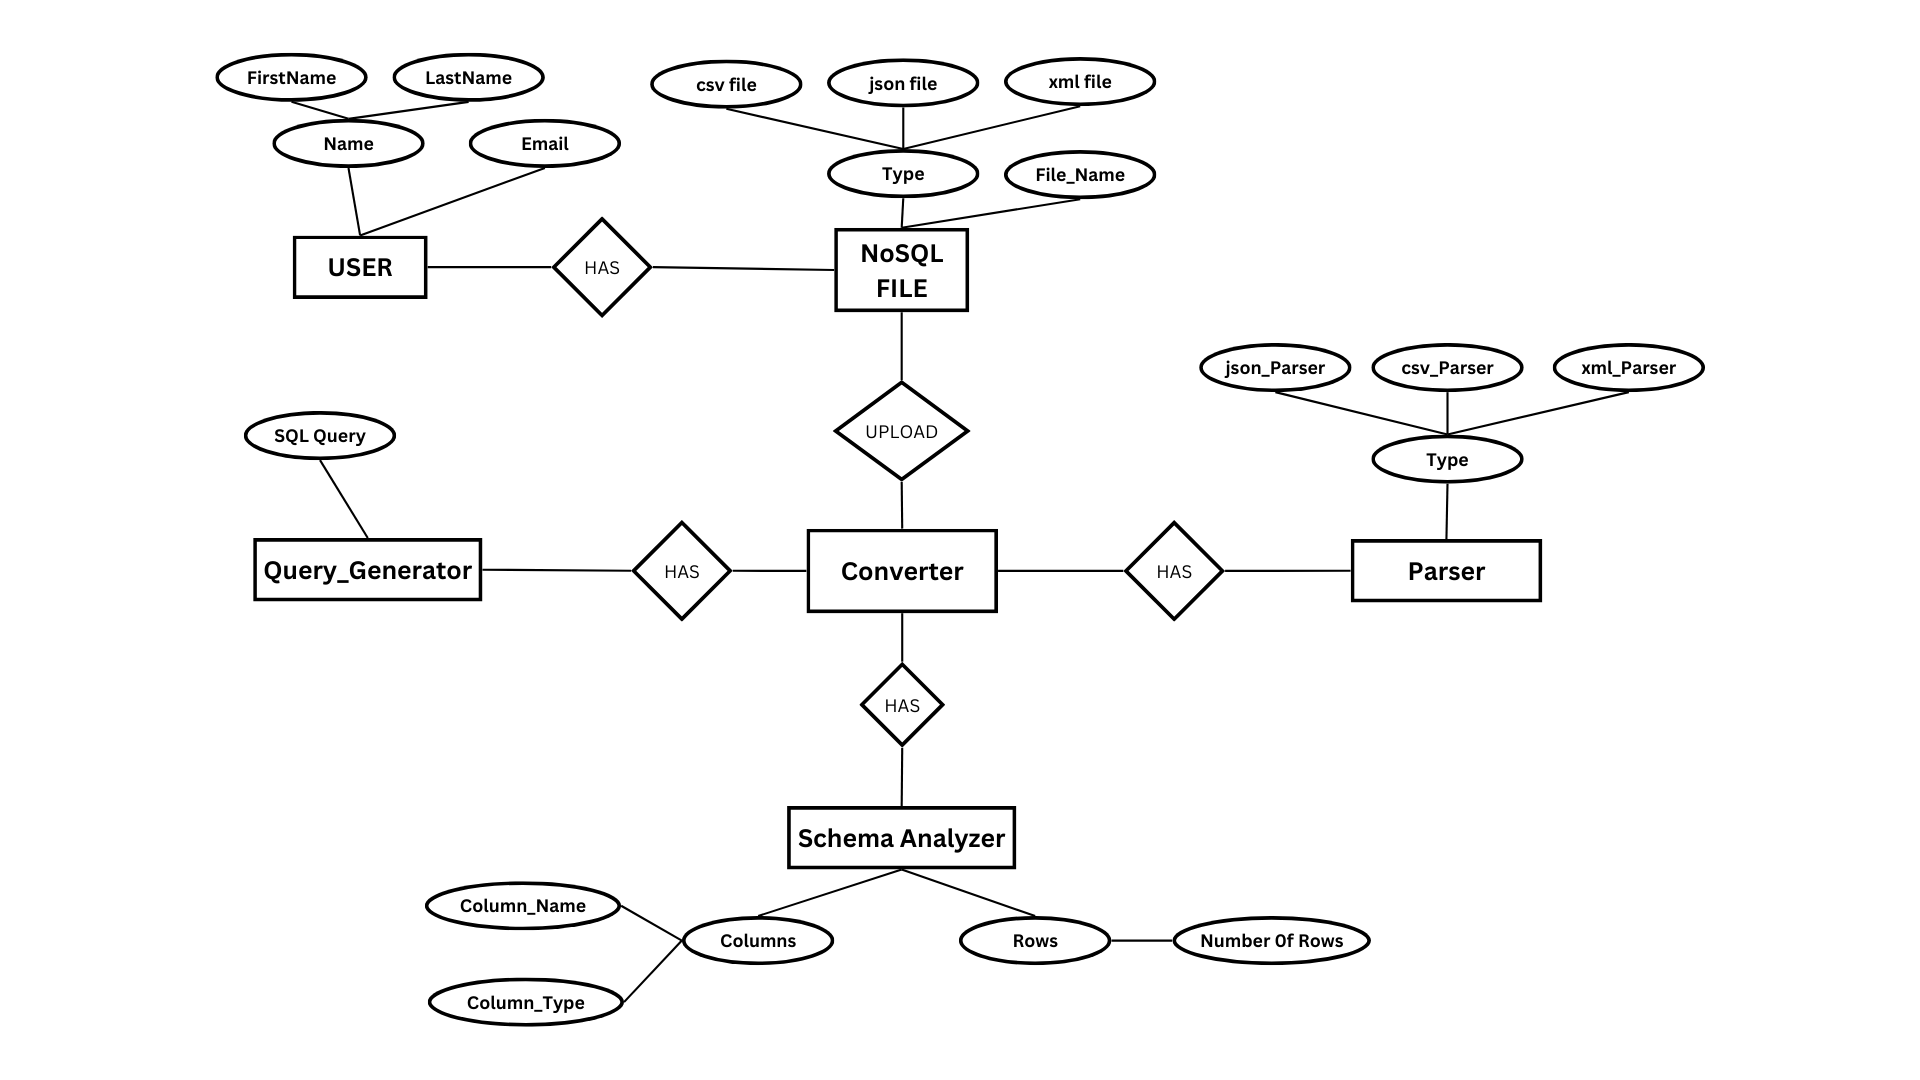 FirstName
LastName
csv file
json file
xml file
Name
Email
Type
File_Name
USER
HAS
NoSQL
FILE
json_Parser
csv_Parser
xml_Parser
UPLOAD
SQL Query
Type
Query_Generator
HAS
Converter
HAS
Parser
HAS
Schema Analyzer
Column_Name
Columns
Rows
Number Of Rows
Column_Type